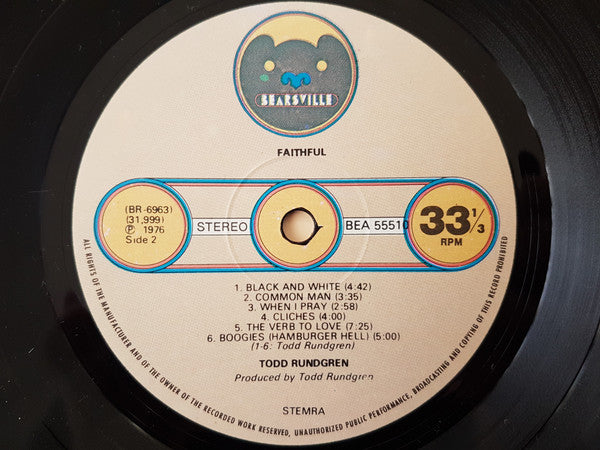 BEARSVILLE
FAITHFUL
(BR-6963)
(31,999)
℗ 1976
Side 2
STEREO
BEA 55510
33 1/3
RPM
1. BLACK AND WHITE (4:42)
2. COMMON MAN (3:35)
3. WHEN I PRAY (2:58)
4. CLICHES (4:00)
5. THE VERB TO LOVE (7:25)
6. BOOGIES (HAMBURGER HELL) (5:00)
(1-6: Todd Rundgren)
TODD RUNDGREN
Produced by Todd Rundgren
STEMRA
ALL RIGHTS OF THE MANUFACTURER AND OF THE OWNER OF THE RECORDED WORK RESERVED, UNAUTHORIZED PUBLIC PERFORMANCE, BROADCASTING AND COPYING OF THIS RECORD PROHIBITED